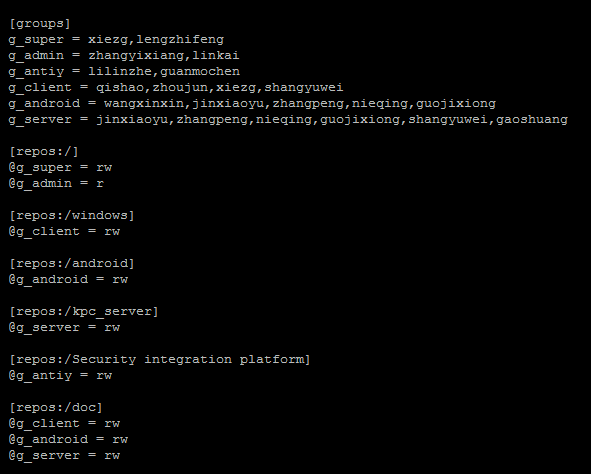 [groups]
g_super = xiezg,lengzhifeng
g_admin = zhangyixiang,linkai
g_antiy = lilinzhe,guanmochen
g_client = qishao,zhoujun,xiezg,shangyuwei
g_android = wangxinxin,jinxiaoyu,zhangpeng,nieqing,guojixiong
g_server = jinxiaoyu,zhangpeng,nieqing,guojixiong,shangyuwei,gaoshuang
[repos:/]
@g_super = rw
@g_admin = r
[repos:/windows]
@g_client = rw
[repos:/android]
@g_android = rw
[repos:/kpc_server]
@g_server = rw
[repos:/Security integration platform]
@g_antiy = rw
[repos:/doc]
@g_client = rw
@g_android = rw
@g_server = rw